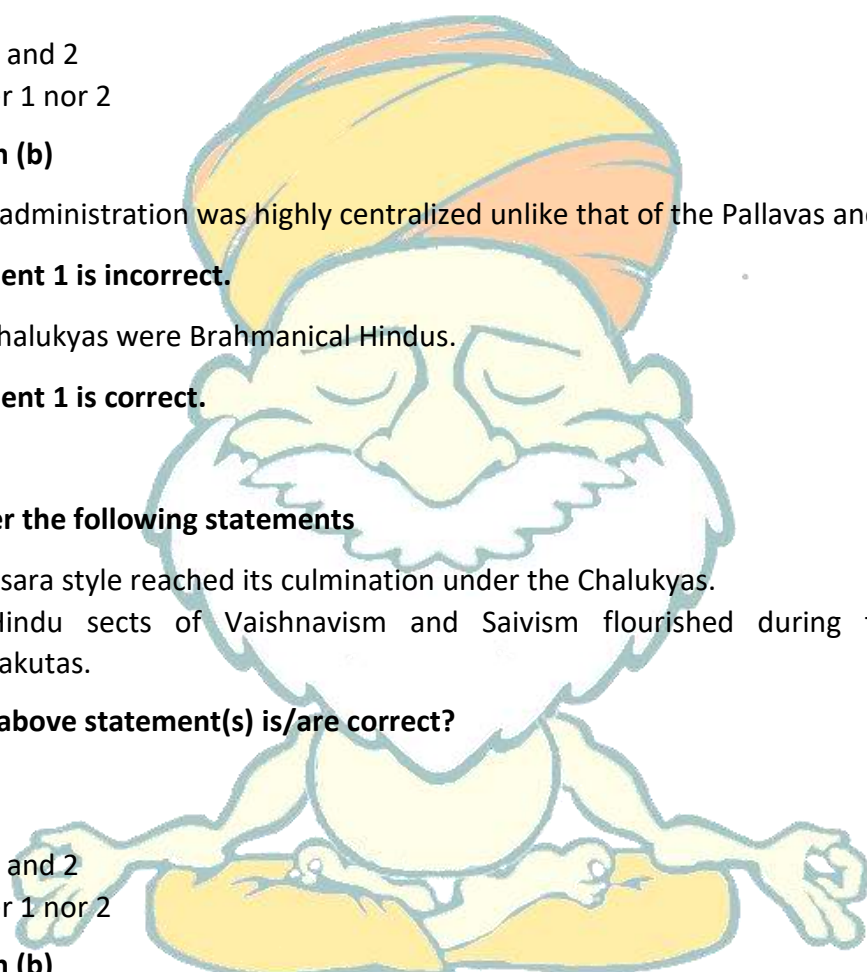 and 2
r 1 nor 2
(b)
administration was highly centralized unlike that of the Pallavas an
ent 1 is incorrect.
halukyas were Brahmanical Hindus.
ent 1 is correct.
er the following statements
sara style reached its culmination under the Chalukyas.
Hindu sects of Vaishnavism and Saivism flourished during
akutas.
above statement(s) is/are correct?
and 2
r 1 nor 2
(b)